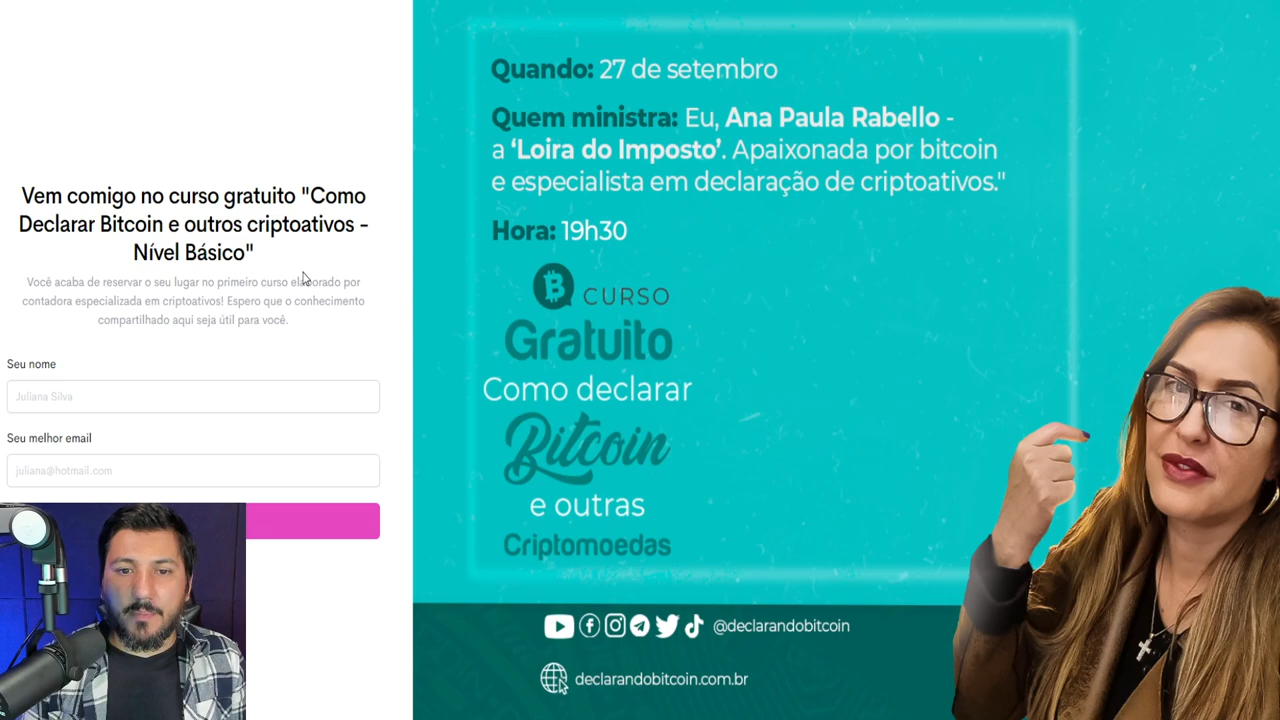 Vem comigo no curso gratuito "Como
Declarar Bitcoin e outros criptoativos -
Nível Básico"
Você acaba de reservar o seu lugar no primeiro curso elaborado por
contadora especializada em criptoativos! Espero que o conhecimento
compartilhado aqui seja útil para você.
Seu nome
Juliana Silva
Seu melhor email
juliana@hotmail.com
Quando: 27 de setembro
Quem ministra: Eu, Ana Paula Rabello -
a 'Loira do Imposto'. Apaixonada por bitcoin
e especialista em declaração de criptoativos."
Hora: 19h30
CURSO
Gratuito
Como declarar
Bitcoin
e outras
Criptomoedas
@declarandobitcoin
declarandobitcoin.com.br